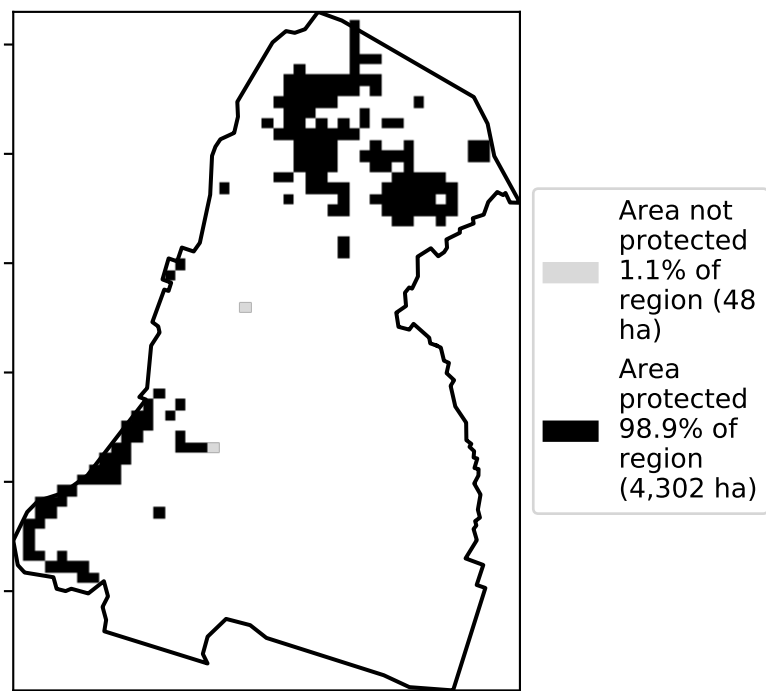 Area not
protected
1.1% of
region (48
ha)
Area
protected
98.9% of
region
(4,302 ha)